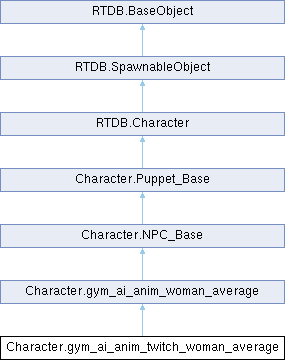 RTDB.BaseObject
RTDB.SpawnableObject
RTDB.Character
Character.Puppet_Base
Character.NPC_Base
Character.gym_ai_anim_woman_average
Character.gym_ai_anim_twitch_woman_average